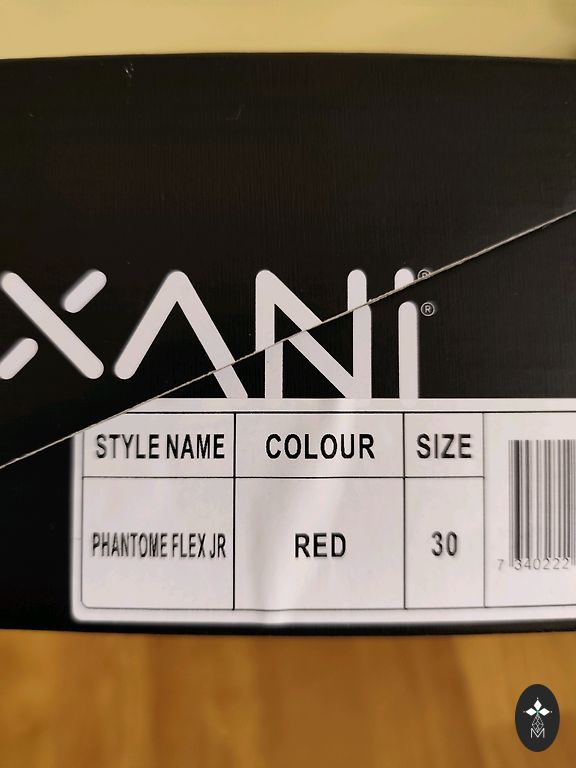 XANI®
®
STYLE NAME COLOUR SIZE
PHANTOME FLEX JR RED 30
7 340222
M